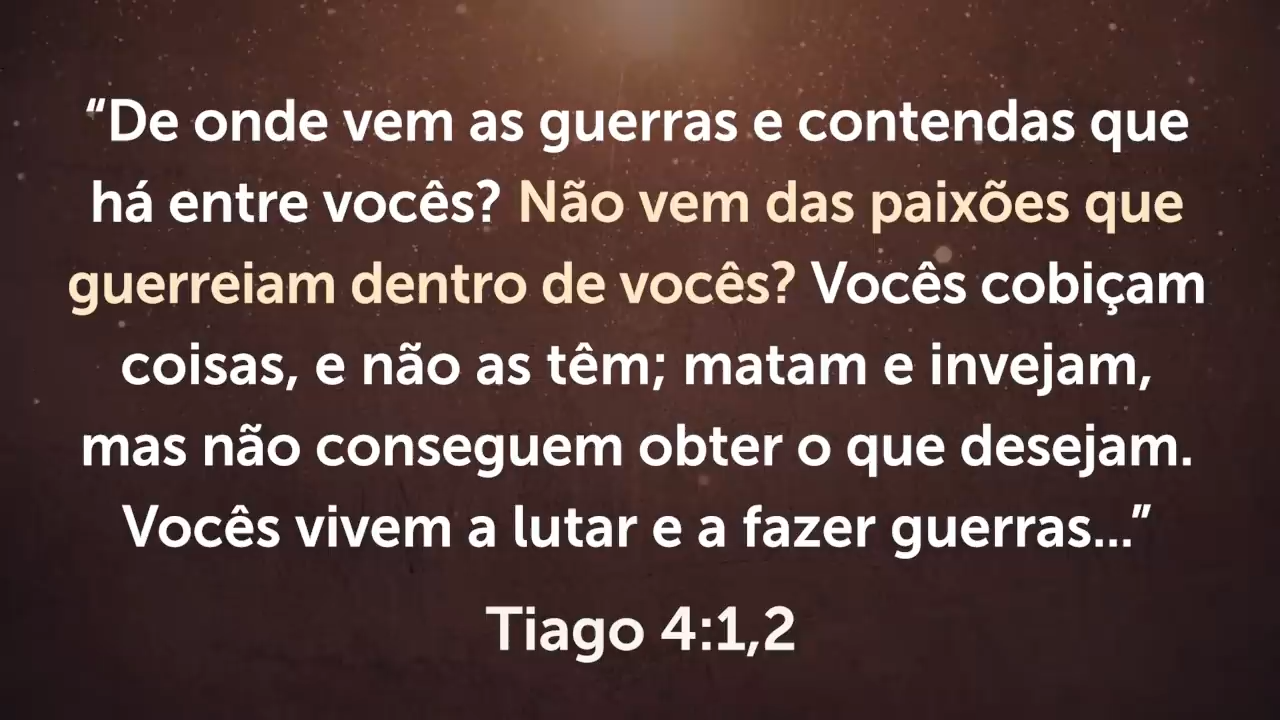 “De onde vem as guerras e contendas que
há entre vocês? Não vem das paixões que
guerreiam dentro de vocês? Vocês cobiçam
coisas, e não as têm; matam e invejam,
mas não conseguem obter o que desejam.
Vocês vivem a lutar e a fazer guerras...”
Tiago 4:1,2